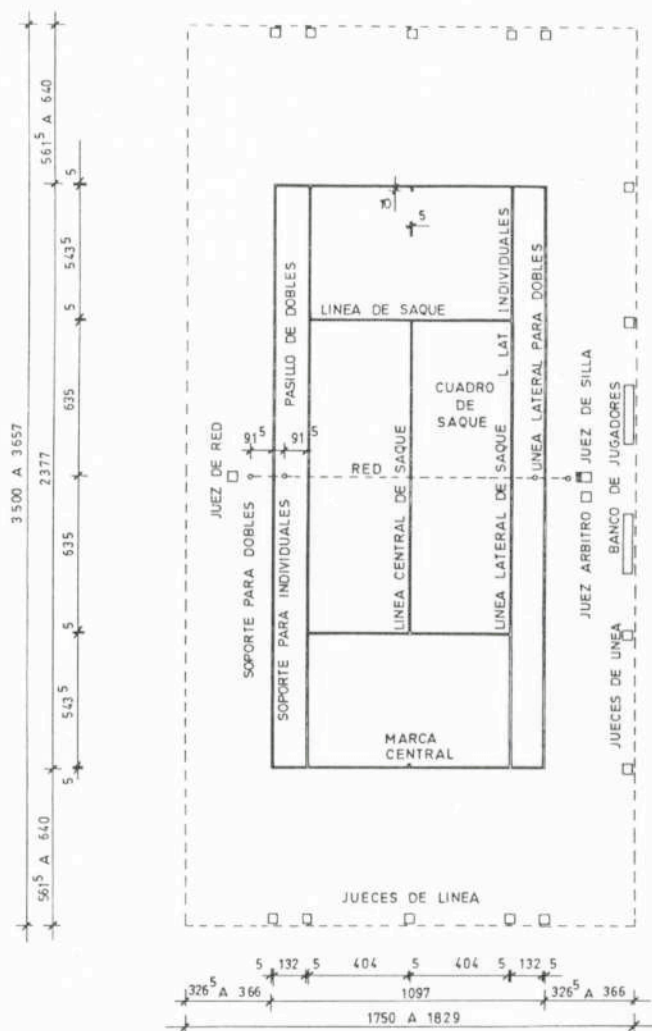 3500 A 3657
561⁵ A 640
2377
561⁵ A 640
5
543⁵
5
635
635
5
543⁵
5
10
5
LINEA DE SAQUE
PASILLO DE DOBLES
L LAT INDIVIDUALES
UNEA LATERAL PARA DOBLES
CUADRO
DE
SAQUE
91⁵
91⁵
RED
JUEZ DE RED
SOPORTE PARA DOBLES
SOPORTE PARA INDIVIDUALES
LINEA CENTRAL DE SAQUE
LINEA LATERAL DE SAQUE
JUEZ ARBITRO
JUEZ DE SILLA
BANCO DE JUGADORES
JUECES DE LINEA
MARCA
CENTRAL
JUECES DE LINEA
5 132 5 404 5 404 5 132 5
326⁵ A 366 1097 326⁵ A 366
1750 A 1829